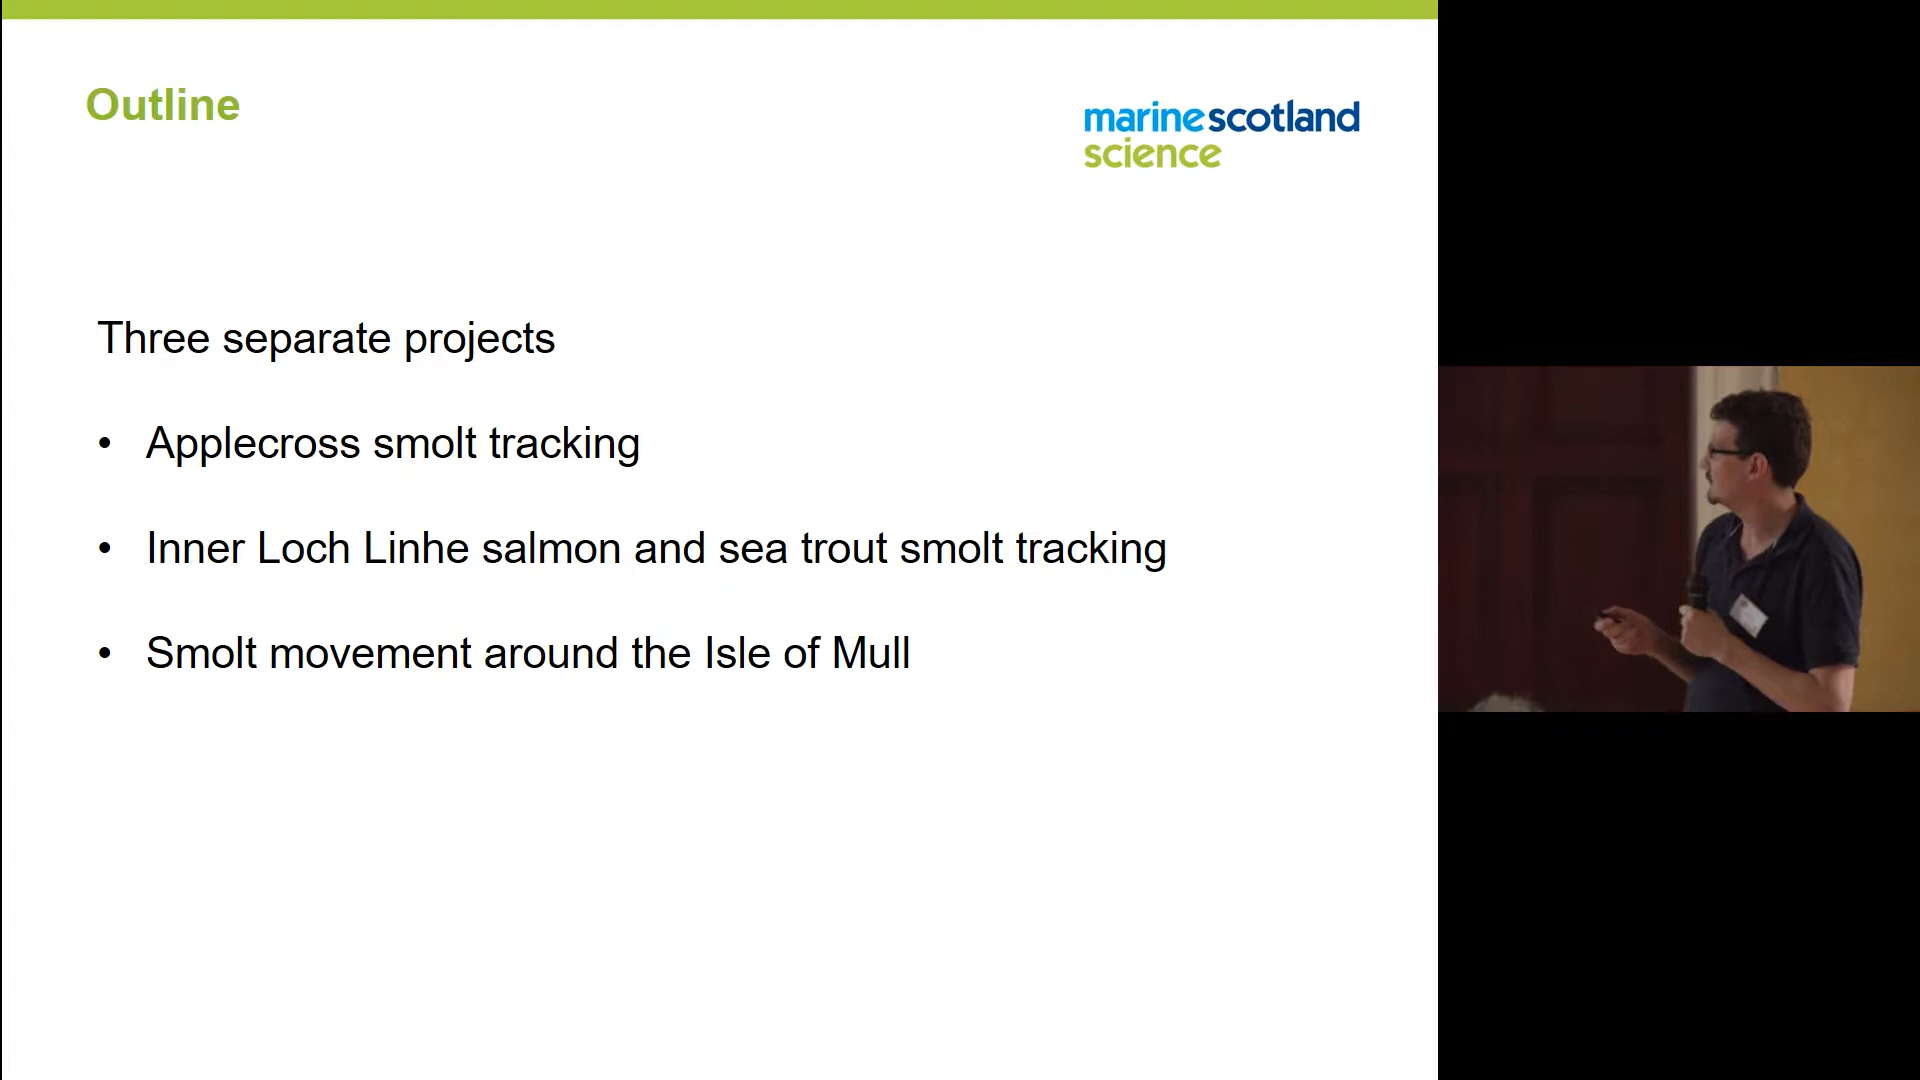 Outline
marinescotland
science
Three separate projects
• Applecross smolt tracking
• Inner Loch Linhe salmon and sea trout smolt tracking
• Smolt movement around the Isle of Mull